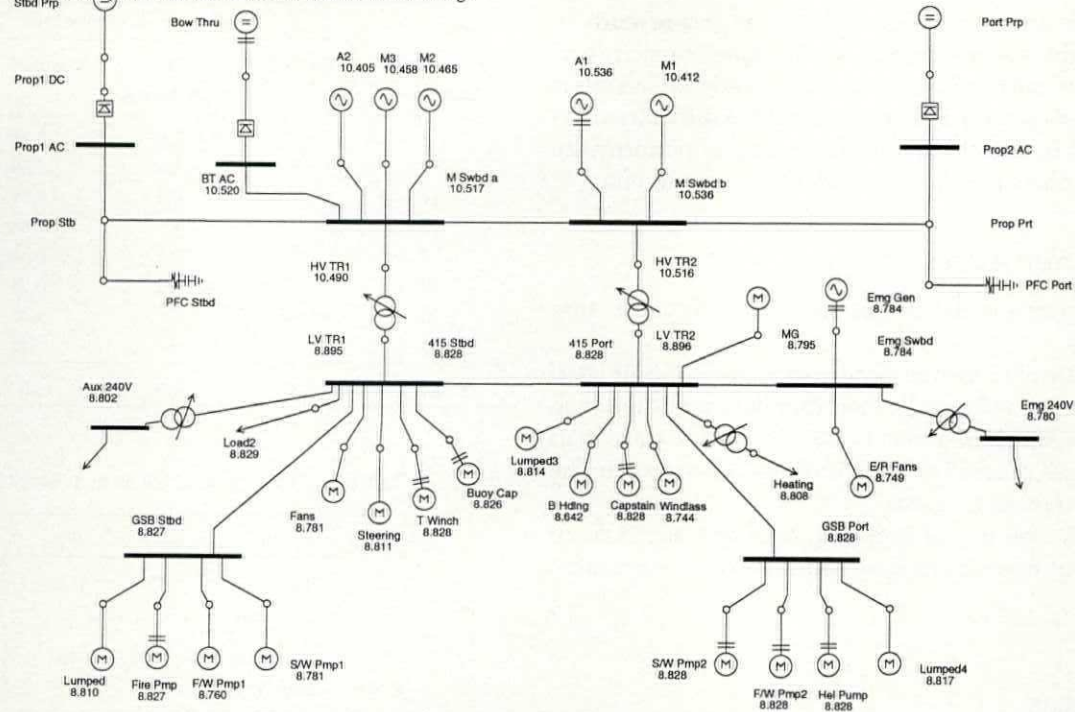 Stbd Prp
Bow Thru
Port Prp
A2
10.405
M3
10.458
M2
10.465
A1
10.536
M1
10.412
Prop1 DC
Prop1 AC
Prop2 AC
BT AC
10.520
M Swbd a
10.517
M Swbd b
10.536
Prop Stb
Prop Prt
HV TR1
10.490
HV TR2
10.516
PFC Stbd
PFC Port
M
Emg Gen
8.784
LV TR1
8.895
415 Stbd
8.828
415 Port
8.828
LV TR2
8.896
MG
8.795
Emg Swbd
8.784
Aux 240V
8.802
Emg 240V
8.780
Load2
8.829
M
Lumped3
8.814
M
Fans
8.781
M
Steering
8.811
M
T Winch
8.828
M
Buoy Cap
8.826
M
B Hdlng
8.642
M
Capstain
8.828
M
Windlass
8.744
Heating
8.808
M
E/R Fans
8.749
GSB Stbd
8.827
GSB Port
8.828
M
Lumped
8.810
M
Fire Pmp
8.827
M
F/W Pmp1
8.760
M
S/W Pmp1
8.781
M
S/W Pmp2
8.828
M
F/W Pmp2
8.828
M
Hel Pump
8.828
M
Lumped4
8.817